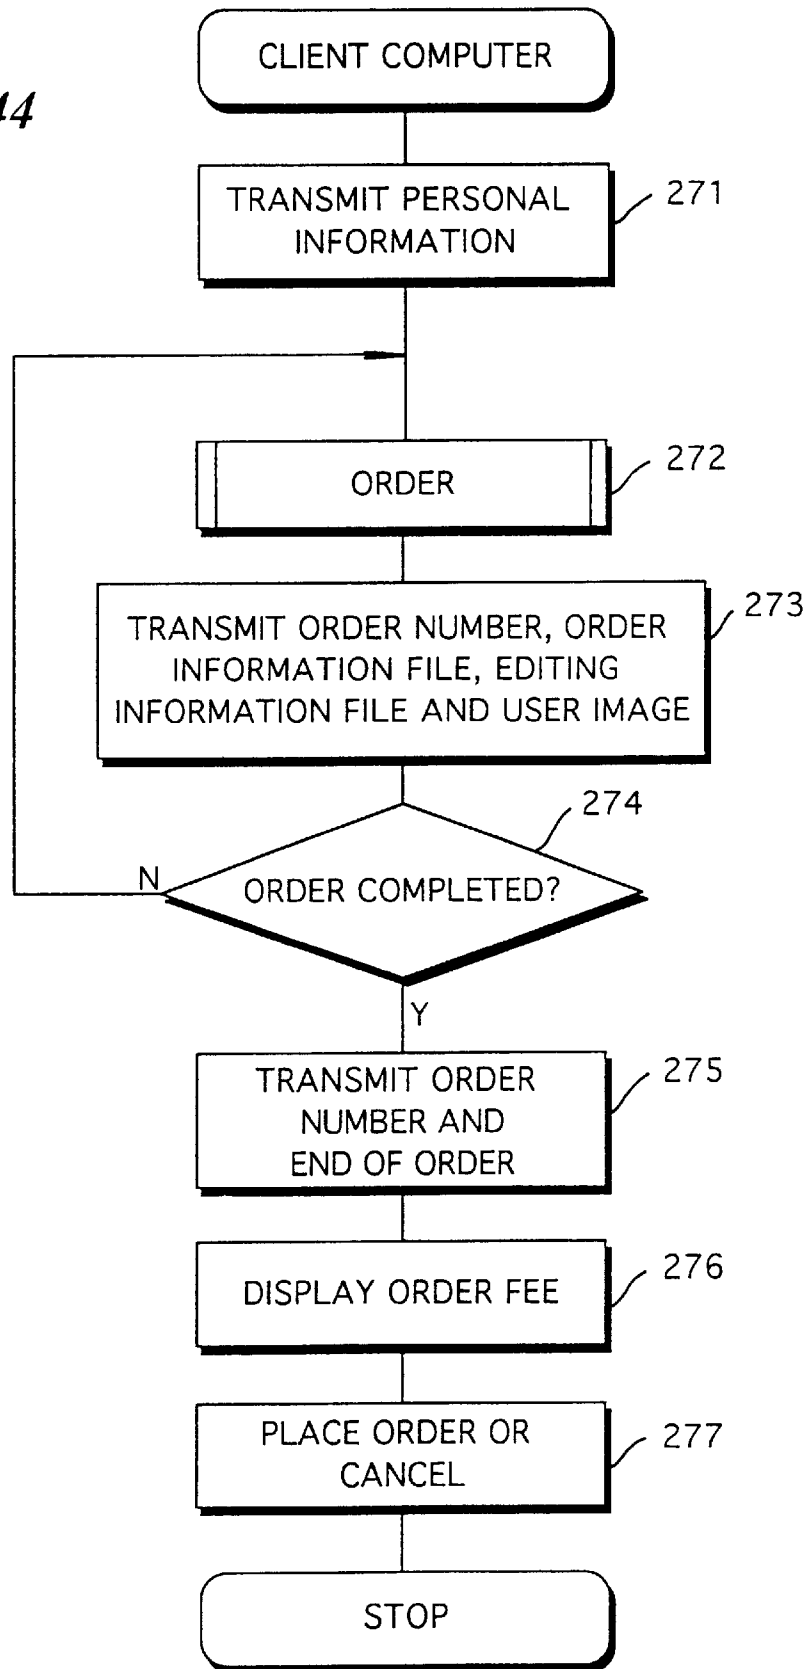 CLIENT COMPUTER
44
TRANSMIT PERSONAL
INFORMATION
271
ORDER
272
TRANSMIT ORDER NUMBER, ORDER
INFORMATION FILE, EDITING
INFORMATION FILE AND USER IMAGE
273
274
N
ORDER COMPLETED?
Y
TRANSMIT ORDER
NUMBER AND
END OF ORDER
275
DISPLAY ORDER FEE
276
PLACE ORDER OR
CANCEL
277
STOP